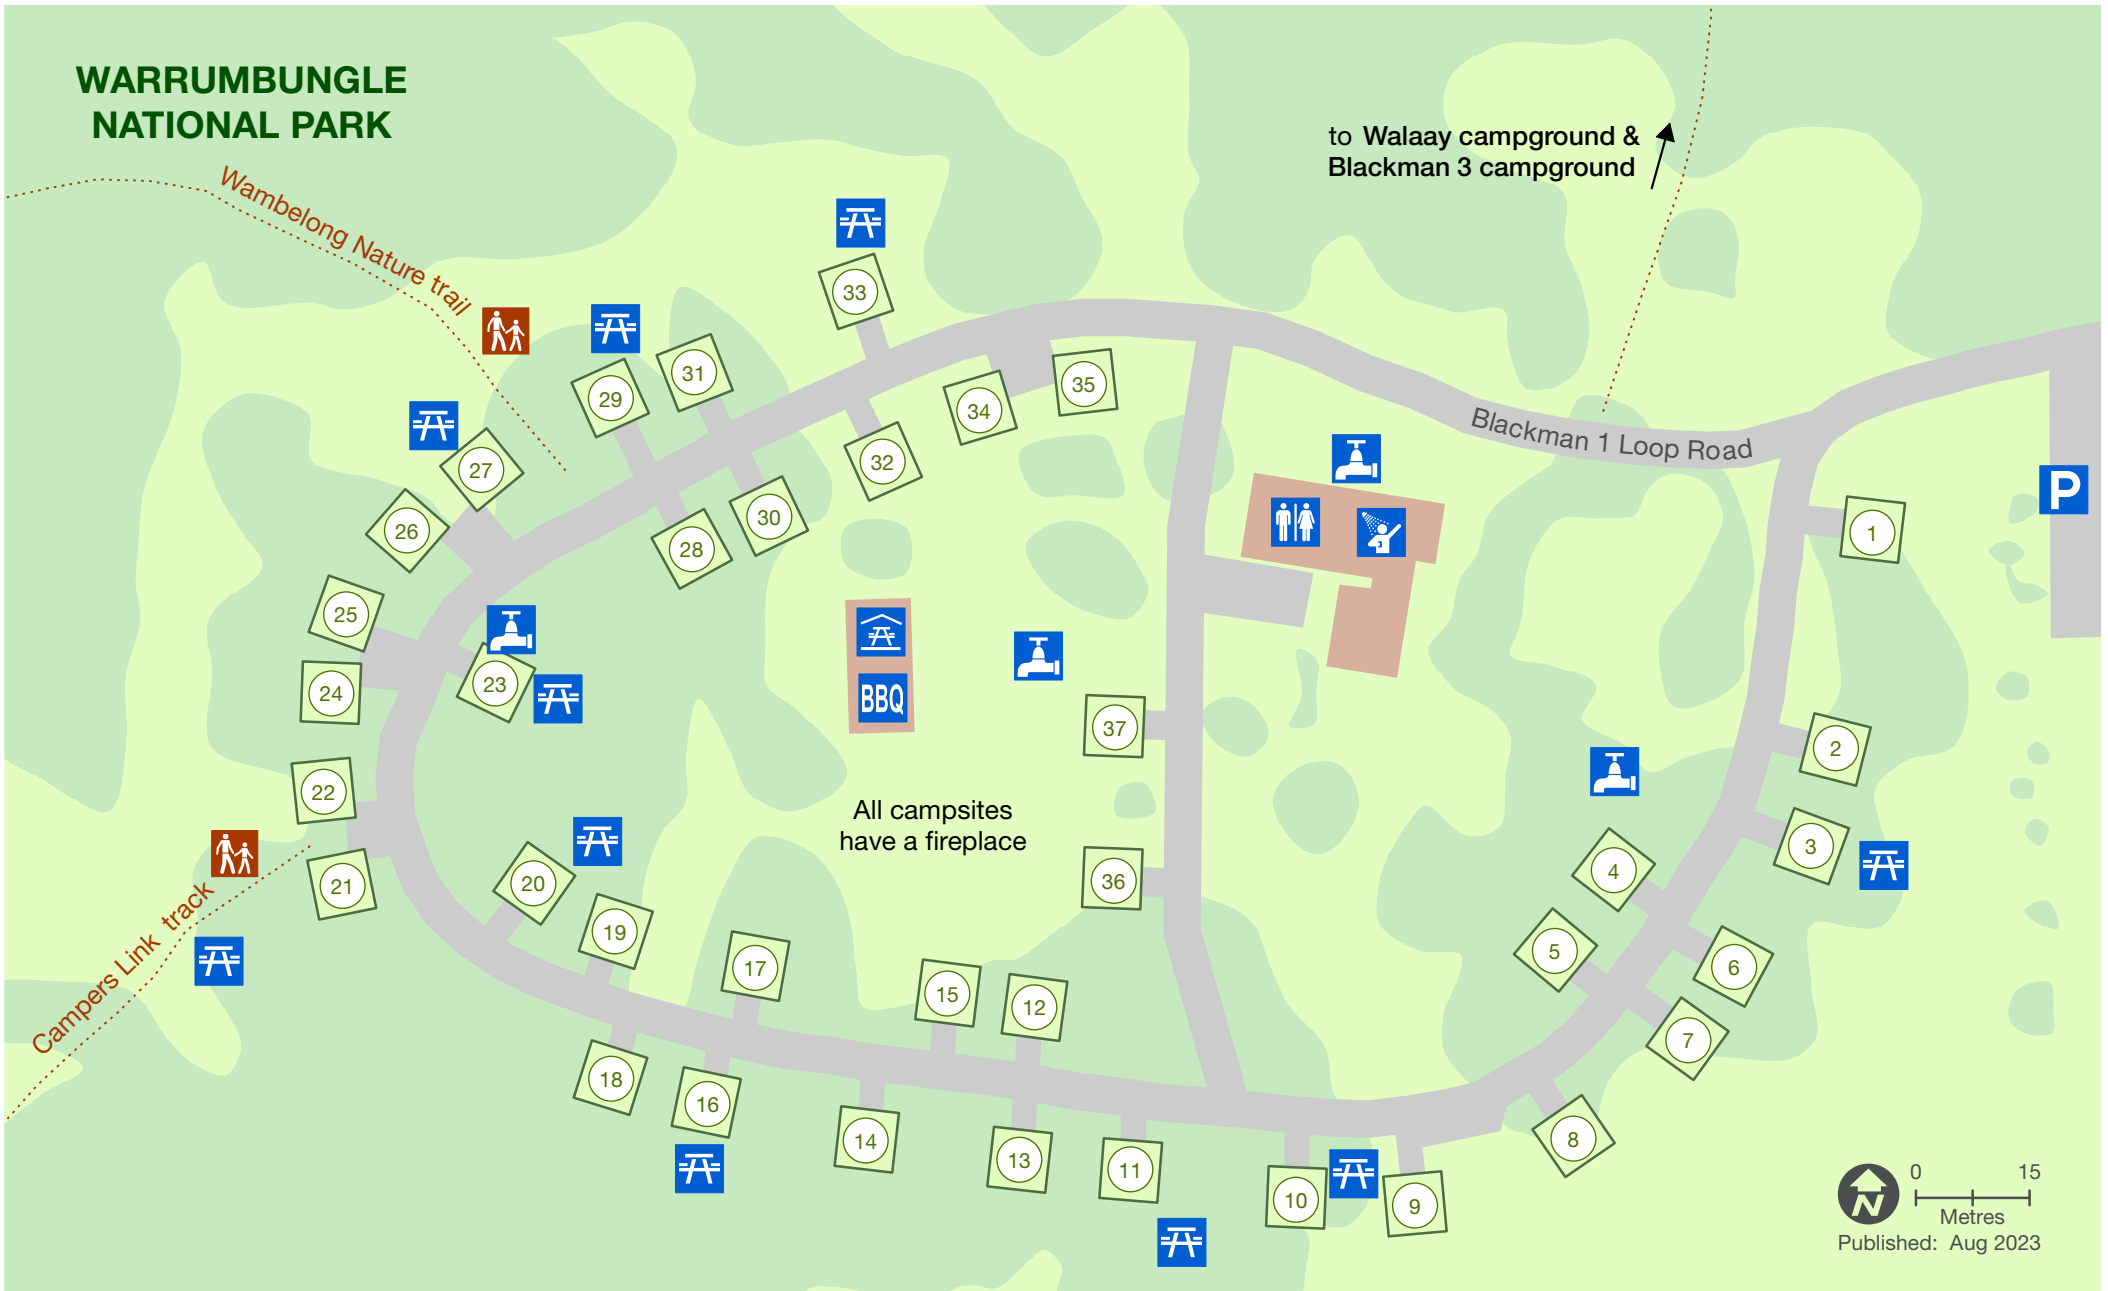 WARRUMBUNGLE
NATIONAL PARK
to Walaay campground &
Blackman 3 campground
Wambelong Nature trail
33
31
29
35
34
27
32
Blackman 1 Loop Road
P
30
26
28
1
25
23
24
BBQ
37
2
22
All campsites
have a fireplace
3
21
20
36
4
19
Campers Link track
17
15
12
5
6
7
18
16
14
13
11
10
9
8
N
0 15
Metres
Published: Aug 2023